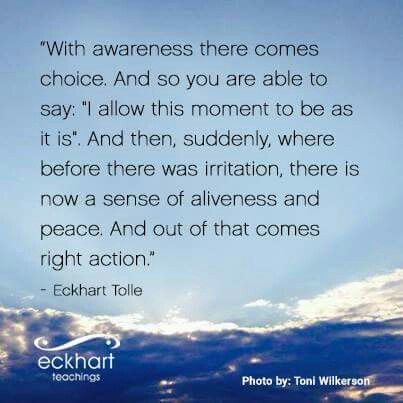 “With awareness there comes
choice. And so you are able to
say: "I allow this moment to be as
it is". And then, suddenly, where
before there was irritation, there is
now a sense of aliveness and
peace. And out of that comes
right action.”
- Eckhart Tolle
eckhart
teachings
Photo by: Toni Wilkerson